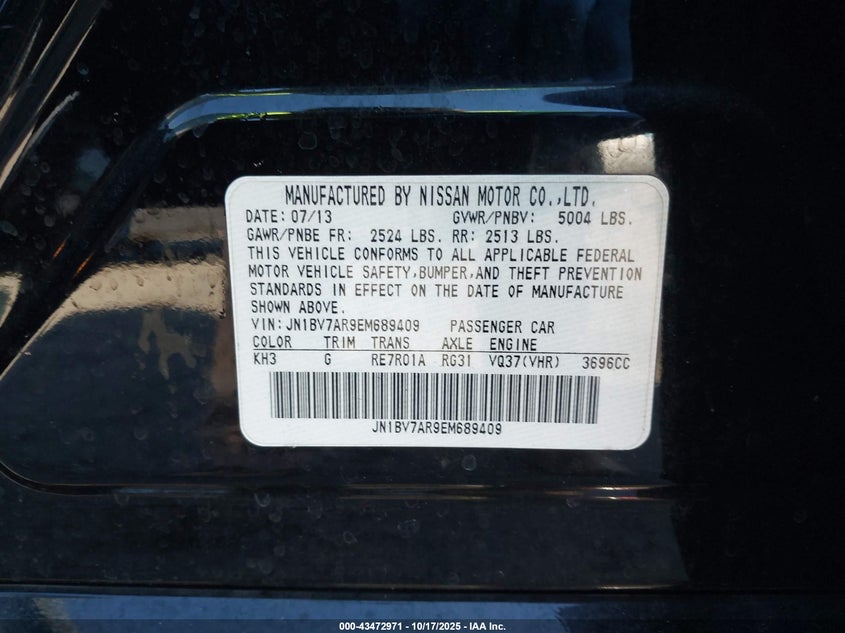 MANUFACTURED BY NISSAN MOTOR CO.,LTD.
DATE: 07/13 GVWR/PNBV: 5004 LBS.
GAWR/PNBE FR: 2524 LBS. RR: 2513 LBS.
THIS VEHICLE CONFORMS TO ALL APPLICABLE FEDERAL
MOTOR VEHICLE SAFETY,BUMPER,AND THEFT PREVENTION
STANDARDS IN EFFECT ON THE DATE OF MANUFACTURE
SHOWN ABOVE.
VIN:JN1BV7AR9EM689409 PASSENGER CAR
COLOR TRIM TRANS AXLE ENGINE
KH3 G RE7R01A RG31 VQ37(VHR) 3696CC
JN1BV7AR9EM689409
000-43472971 | 10/17/2025 - IAA Inc.